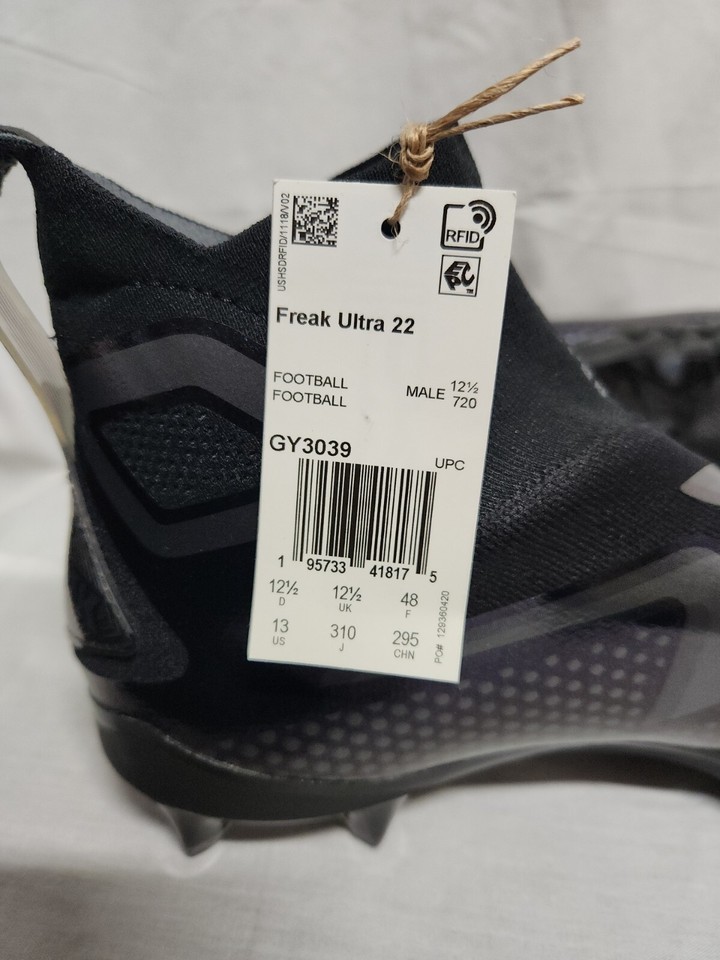 USHSDRFID/1118/V02
RFID
EPC™
Freak Ultra 22
FOOTBALL
FOOTBALL
MALE 12½
720
GY3039
UPC
1 95733 41817 5
12½ 12½ 48
D UK F
13 310 295
US J CHN
PO# 129360420